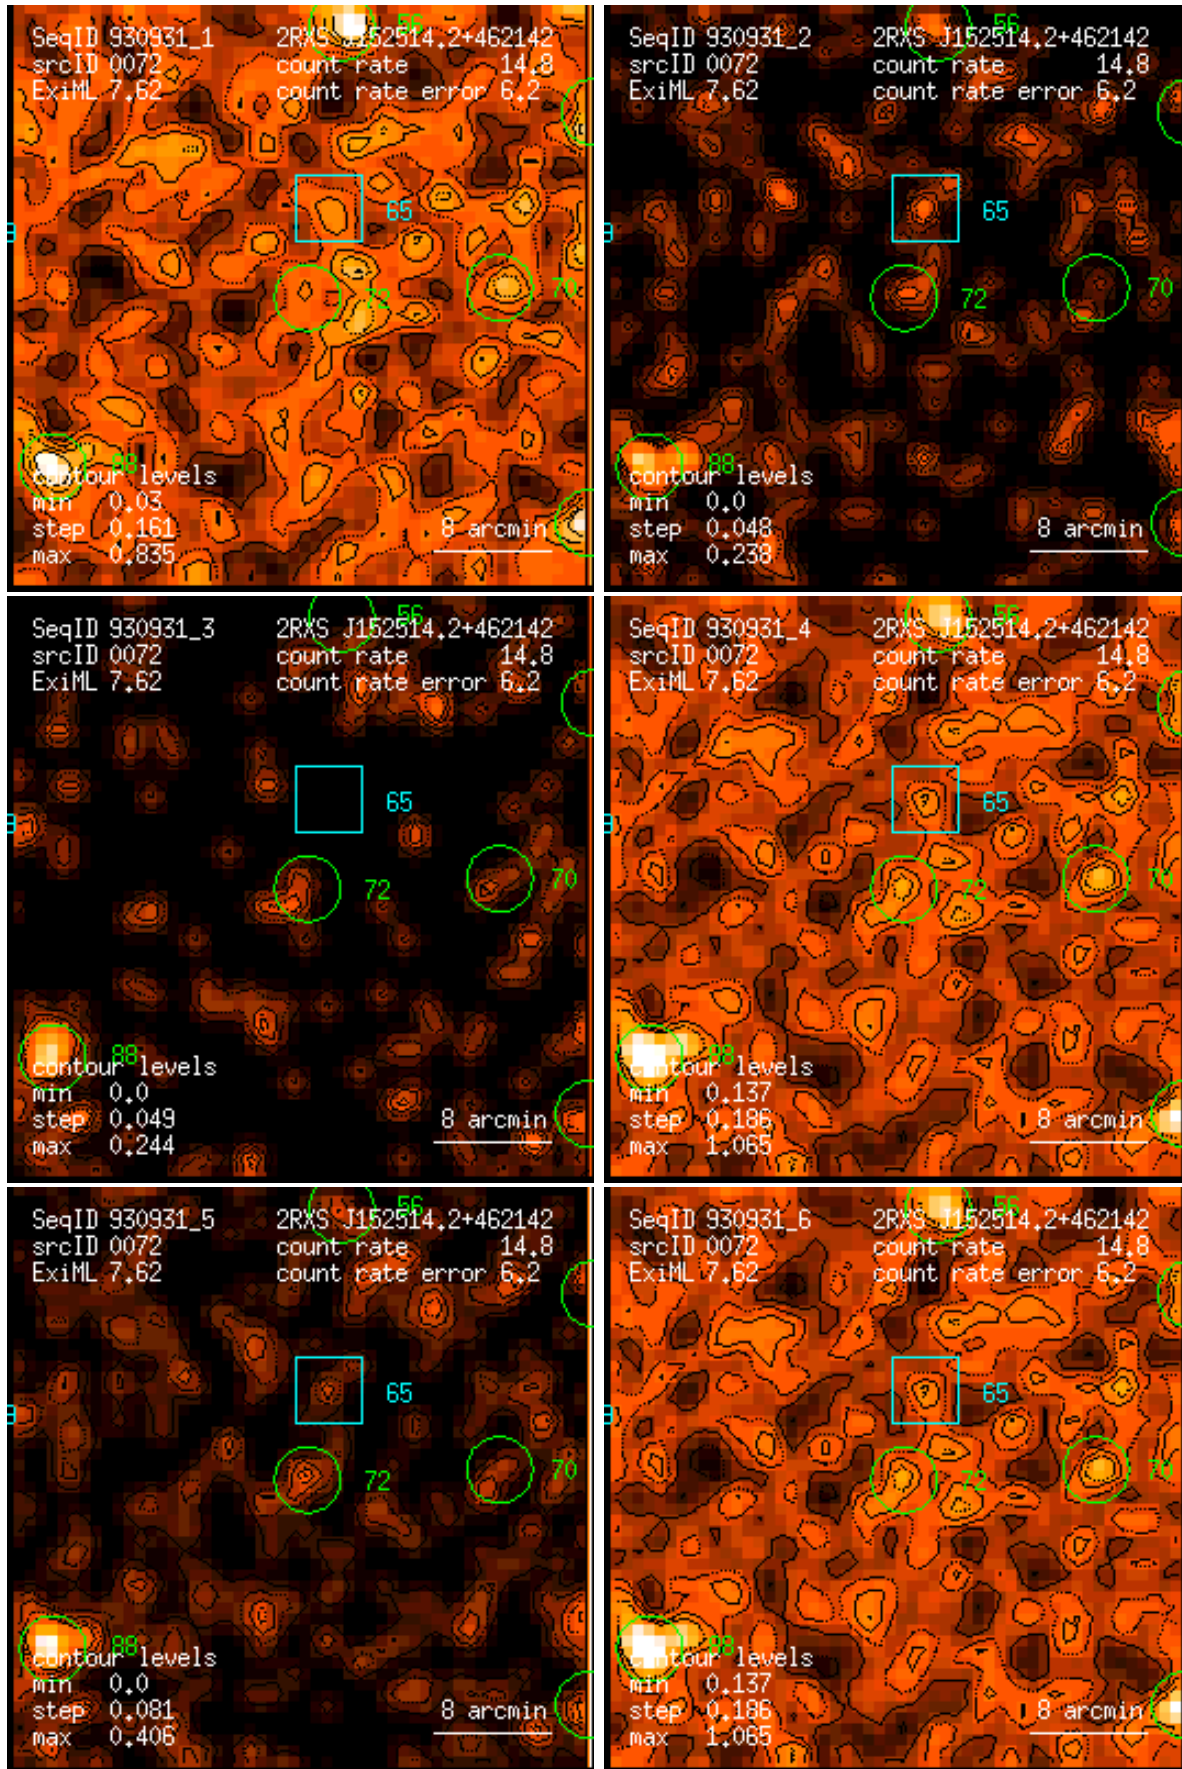 56
SeqID 930931_1 2RXS J152514.2+462142
srcID 0072 count rate 14.8
ExiML 7.62 count rate error 6.2
65
72 70
88
contour levels
min 0.03
step 0.161 8 arcmin
max 0.835
56
SeqID 930931_2 2RXS J152514.2+462142
srcID 0072 count rate 14.8
ExiML 7.62 count rate error 6.2
65
72 70
88
contour levels
min 0.0
step 0.048 8 arcmin
max 0.238
56
SeqID 930931_3 2RXS J152514.2+462142
srcID 0072 count rate 14.8
ExiML 7.62 count rate error 6.2
65
72 70
88
contour levels
min 0.0
step 0.049 8 arcmin
max 0.244
56
SeqID 930931_4 2RXS J152514.2+462142
srcID 0072 count rate 14.8
ExiML 7.62 count rate error 6.2
65
72 70
88
contour levels
min 0.137
step 0.186 8 arcmin
max 1.065
56
SeqID 930931_5 2RXS J152514.2+462142
srcID 0072 count rate 14.8
ExiML 7.62 count rate error 6.2
65
72 70
88
contour levels
min 0.0
step 0.081 8 arcmin
max 0.406
56
SeqID 930931_6 2RXS J152514.2+462142
srcID 0072 count rate 14.8
ExiML 7.62 count rate error 6.2
65
72 70
88
contour levels
min 0.137
step 0.186 8 arcmin
max 1.065